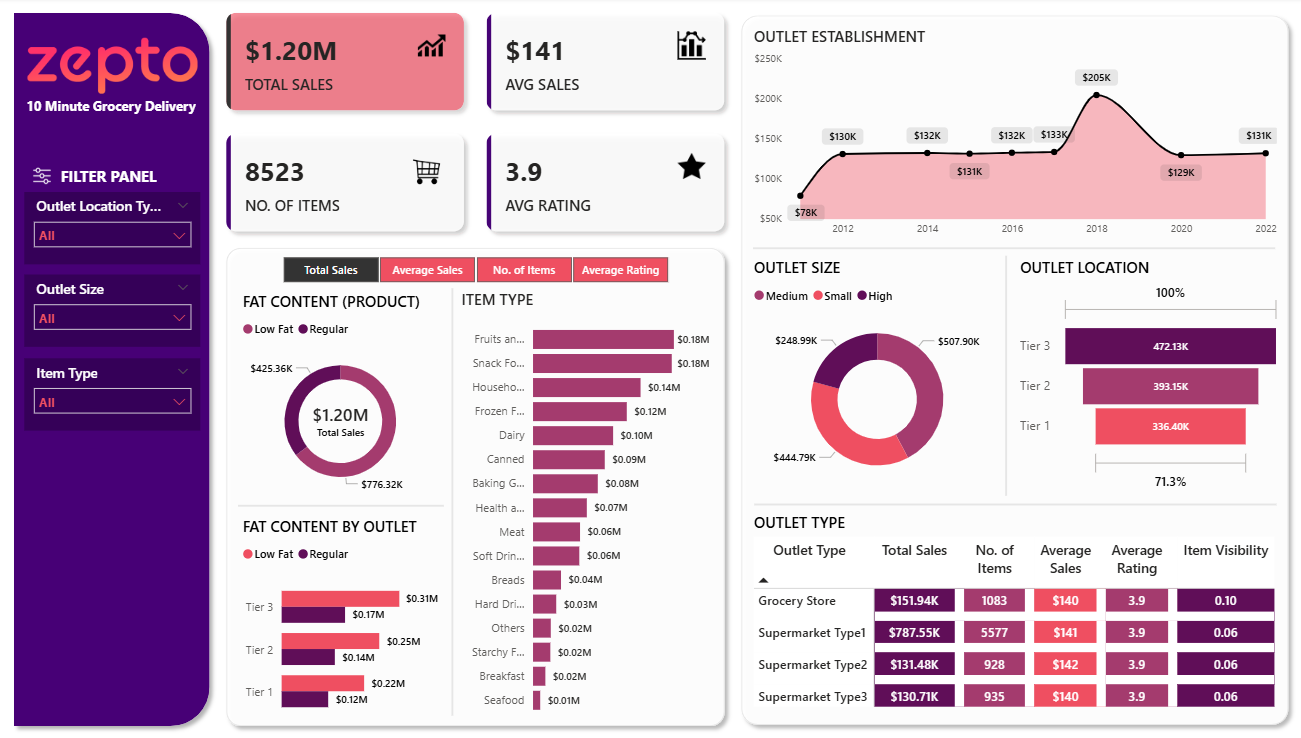 zepto
10 Minute Grocery Delivery
FILTER PANEL
Outlet Location Ty...
All
Outlet Size
All
Item Type
All
$1.20M
TOTAL SALES
$141
AVG SALES
8523
NO. OF ITEMS
3.9
AVG RATING
Total Sales Average Sales No. of Items Average Rating
FAT CONTENT (PRODUCT)
Low Fat Regular
$425.36K
$1.20M
Total Sales
$776.32K
FAT CONTENT BY OUTLET
Low Fat Regular
Tier 3 $0.31M
$0.17M
Tier 2 $0.25M
$0.14M
Tier 1 $0.22M
$0.12M
ITEM TYPE
Fruits an... $0.18M
Snack Fo... $0.18M
Househo... $0.14M
Frozen F... $0.12M
Dairy $0.10M
Canned $0.09M
Baking G... $0.08M
Health a... $0.07M
Meat $0.06M
Soft Drin... $0.06M
Breads $0.04M
Hard Dri... $0.03M
Others $0.02M
Starchy F... $0.02M
Breakfast $0.02M
Seafood $0.01M
OUTLET ESTABLISHMENT
$250K
$200K
$150K
$100K
$50K
$78K $130K $132K $131K $132K $133K $205K $129K $131K
2012 2014 2016 2018 2020 2022
OUTLET SIZE
Medium Small High
$248.99K $507.90K
$444.79K
OUTLET LOCATION
100%
Tier 3 472.13K
Tier 2 393.15K
Tier 1 336.40K
71.3%
OUTLET TYPE
Outlet Type Total Sales No. of Items Average Sales Average Rating Item Visibility
Grocery Store $151.94K 1083 $140 3.9 0.10
Supermarket Type1 $787.55K 5577 $141 3.9 0.06
Supermarket Type2 $131.48K 928 $142 3.9 0.06
Supermarket Type3 $130.71K 935 $140 3.9 0.06